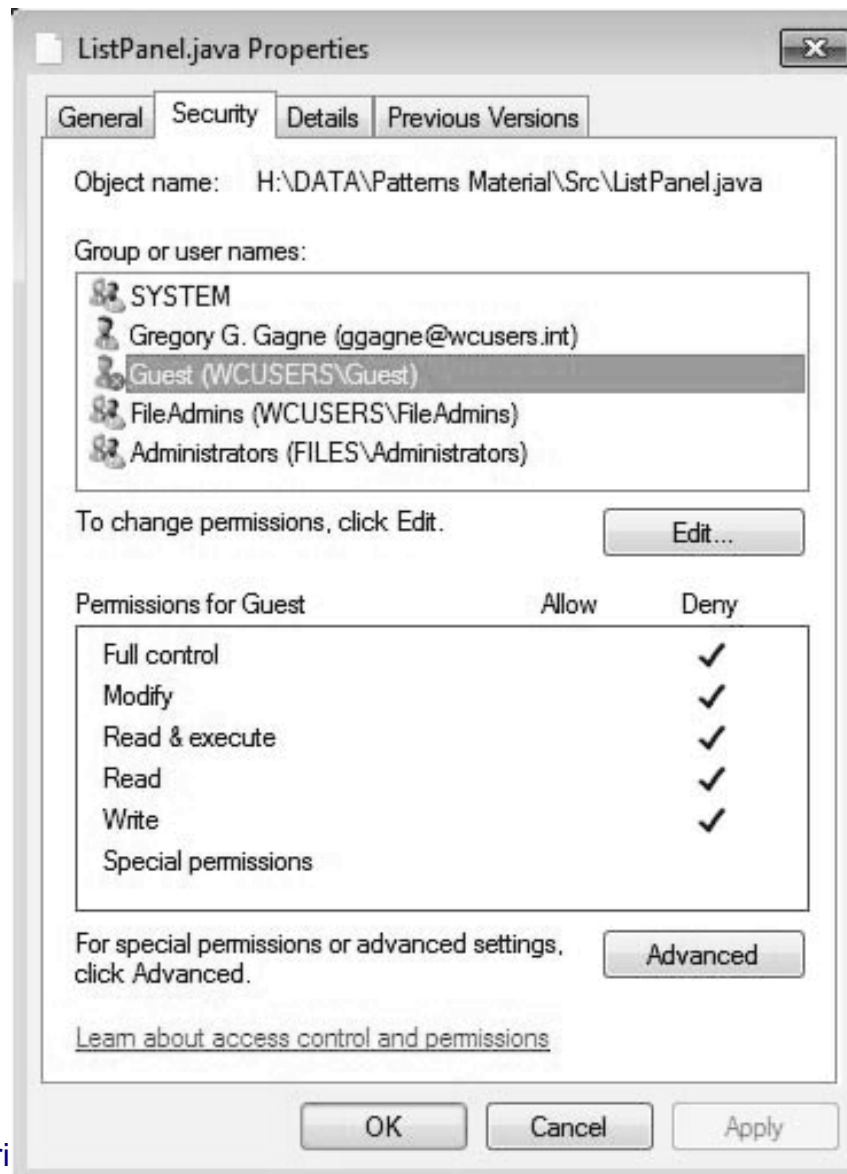 ListPanel.java Properties
General Security Details Previous Versions
Object name: H:\DATA\Patterns Material\Src\ListPanel.java
Group or user names:
SYSTEM
Gregory G. Gagne (ggagne@wcusers.int)
Guest (WCUSERS\Guest)
FileAdmins (WCUSERS\FileAdmins)
Administrators (FILES\Administrators)
To change permissions, click Edit.
Edit...
Permissions for Guest Allow Deny
Full control
Modify
Read & execute
Read
Write
Special permissions
For special permissions or advanced settings,
click Advanced.
Advanced
Learn about access control and permissions
OK Cancel Apply